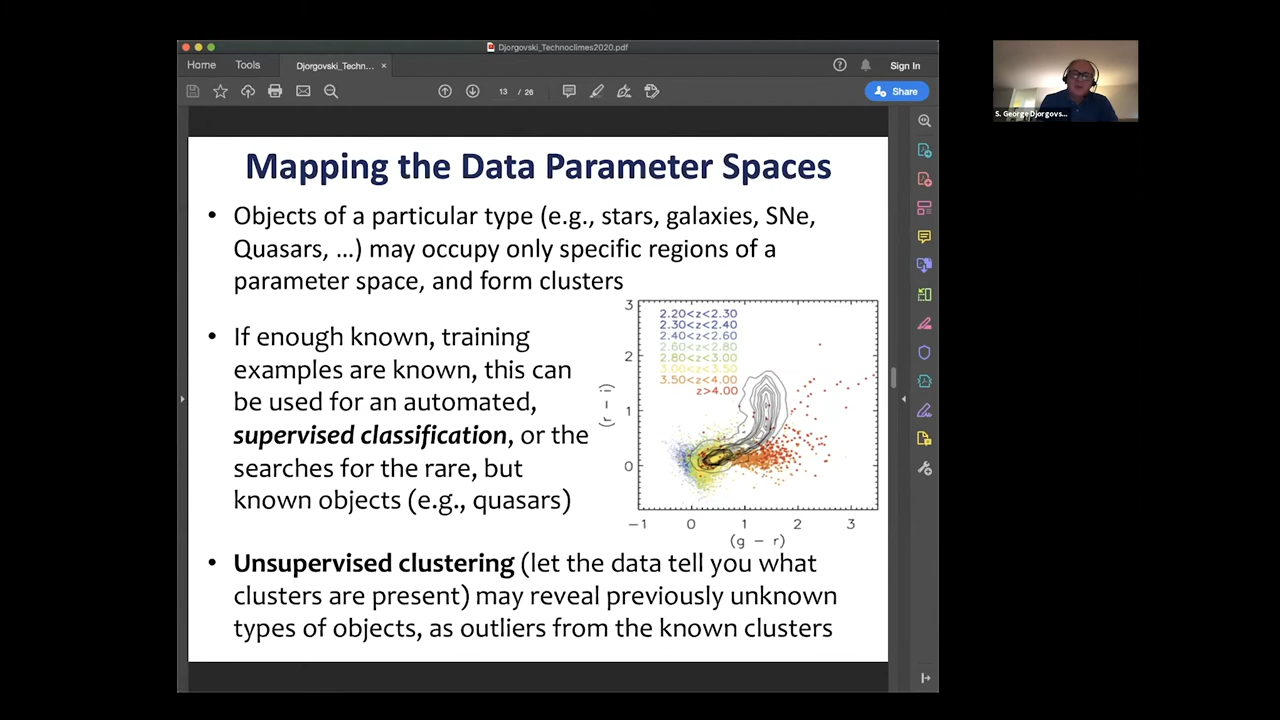 Djorgovski_Technoclimes2020.pdf
Home
Tools
Djorgovski_Techn...
×
Sign In
13 / 26
Share
S. George Djorgovs...
Mapping the Data Parameter Spaces
• Objects of a particular type (e.g., stars, galaxies, SNe,
Quasars, ...) may occupy only specific regions of a
parameter space, and form clusters
• If enough known, training
examples are known, this can
be used for an automated,
supervised classification, or the
searches for the rare, but
known objects (e.g., quasars)
3
2
1
0
(r – i)
2.20<z<2.30
2.30<z<2.40
2.40<z<2.60
2.60<z<2.80
2.80<z<3.00
3.00<z<3.50
3.50<z<4.00
z>4.00
−1 0 1 2 3
(g – r)
• Unsupervised clustering (let the data tell you what
clusters are present) may reveal previously unknown
types of objects, as outliers from the known clusters